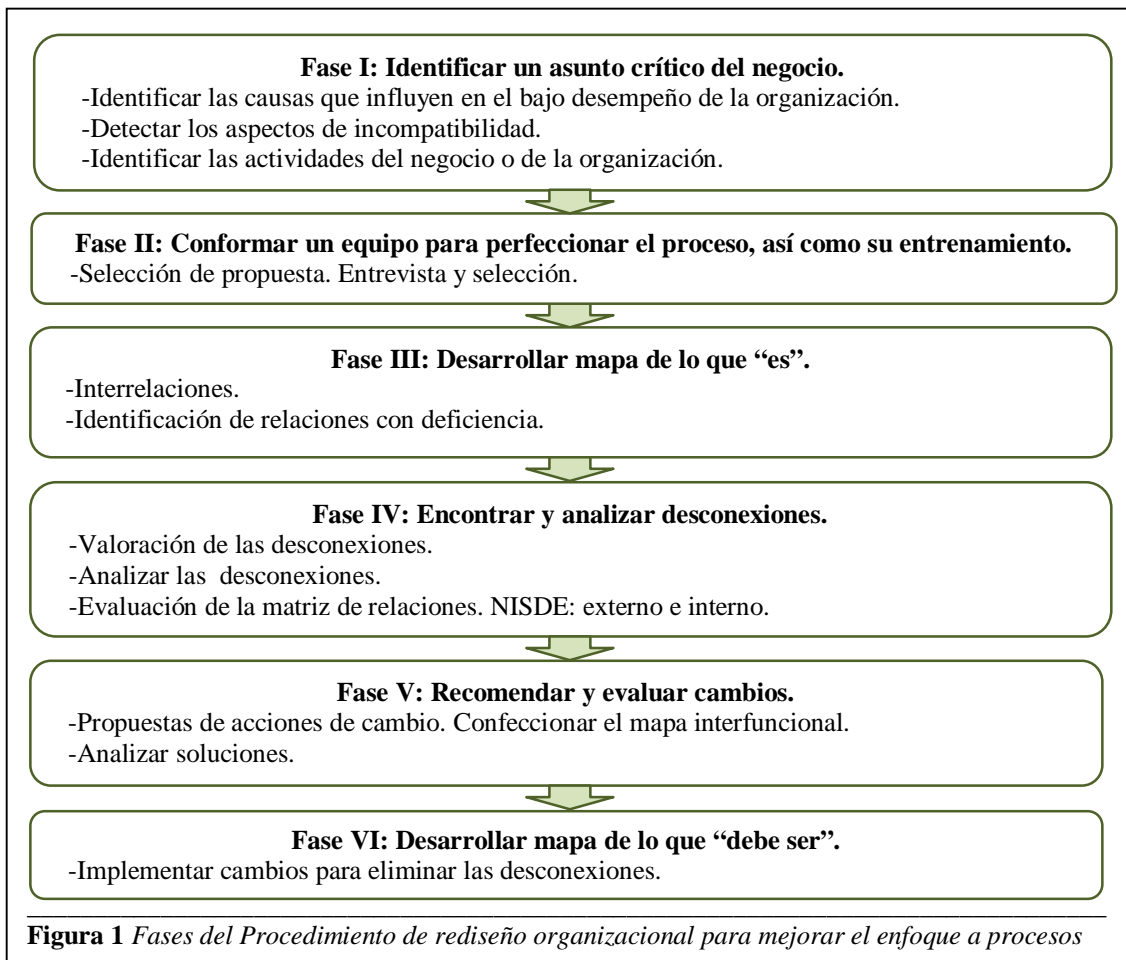 Fase I: Identificar un asunto crítico del negocio.
-Identificar las causas que influyen en el bajo desempeño de la organización.
-Detectar los aspectos de incompatibilidad.
-Identificar las actividades del negocio o de la organización.
Fase II: Conformar un equipo para perfeccionar el proceso, así como su entrenamiento.
-Selección de propuesta. Entrevista y selección.
Fase III: Desarrollar mapa de lo que “es”.
-Interrelaciones.
-Identificación de relaciones con deficiencia.
Fase IV: Encontrar y analizar desconexiones.
-Valoración de las desconexiones.
-Analizar las  desconexiones.
-Evaluación de la matriz de relaciones. NISDE: externo e interno.
Fase V: Recomendar y evaluar cambios.
-Propuestas de acciones de cambio. Confeccionar el mapa interfuncional.
-Analizar soluciones.
Fase VI: Desarrollar mapa de lo que “debe ser”.
-Implementar cambios para eliminar las desconexiones.
Figura 1 Fases del Procedimiento de rediseño organizacional para mejorar el enfoque a procesos